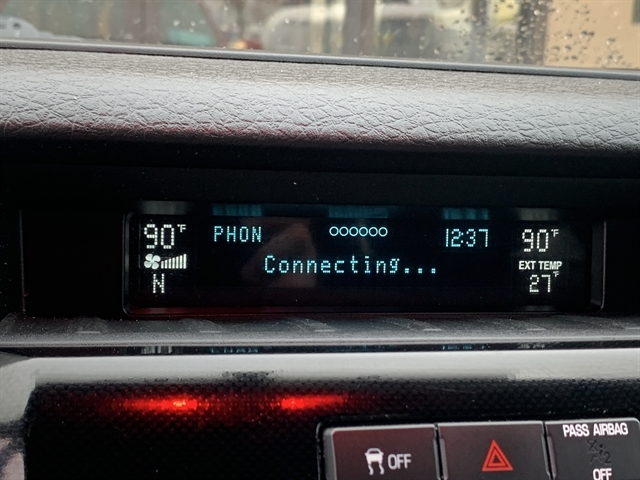 90°F PHON oooooo 12:37 90°F
Connecting... EXT TEMP
N 27°F
PASS AIRBAG
OFF
OFF